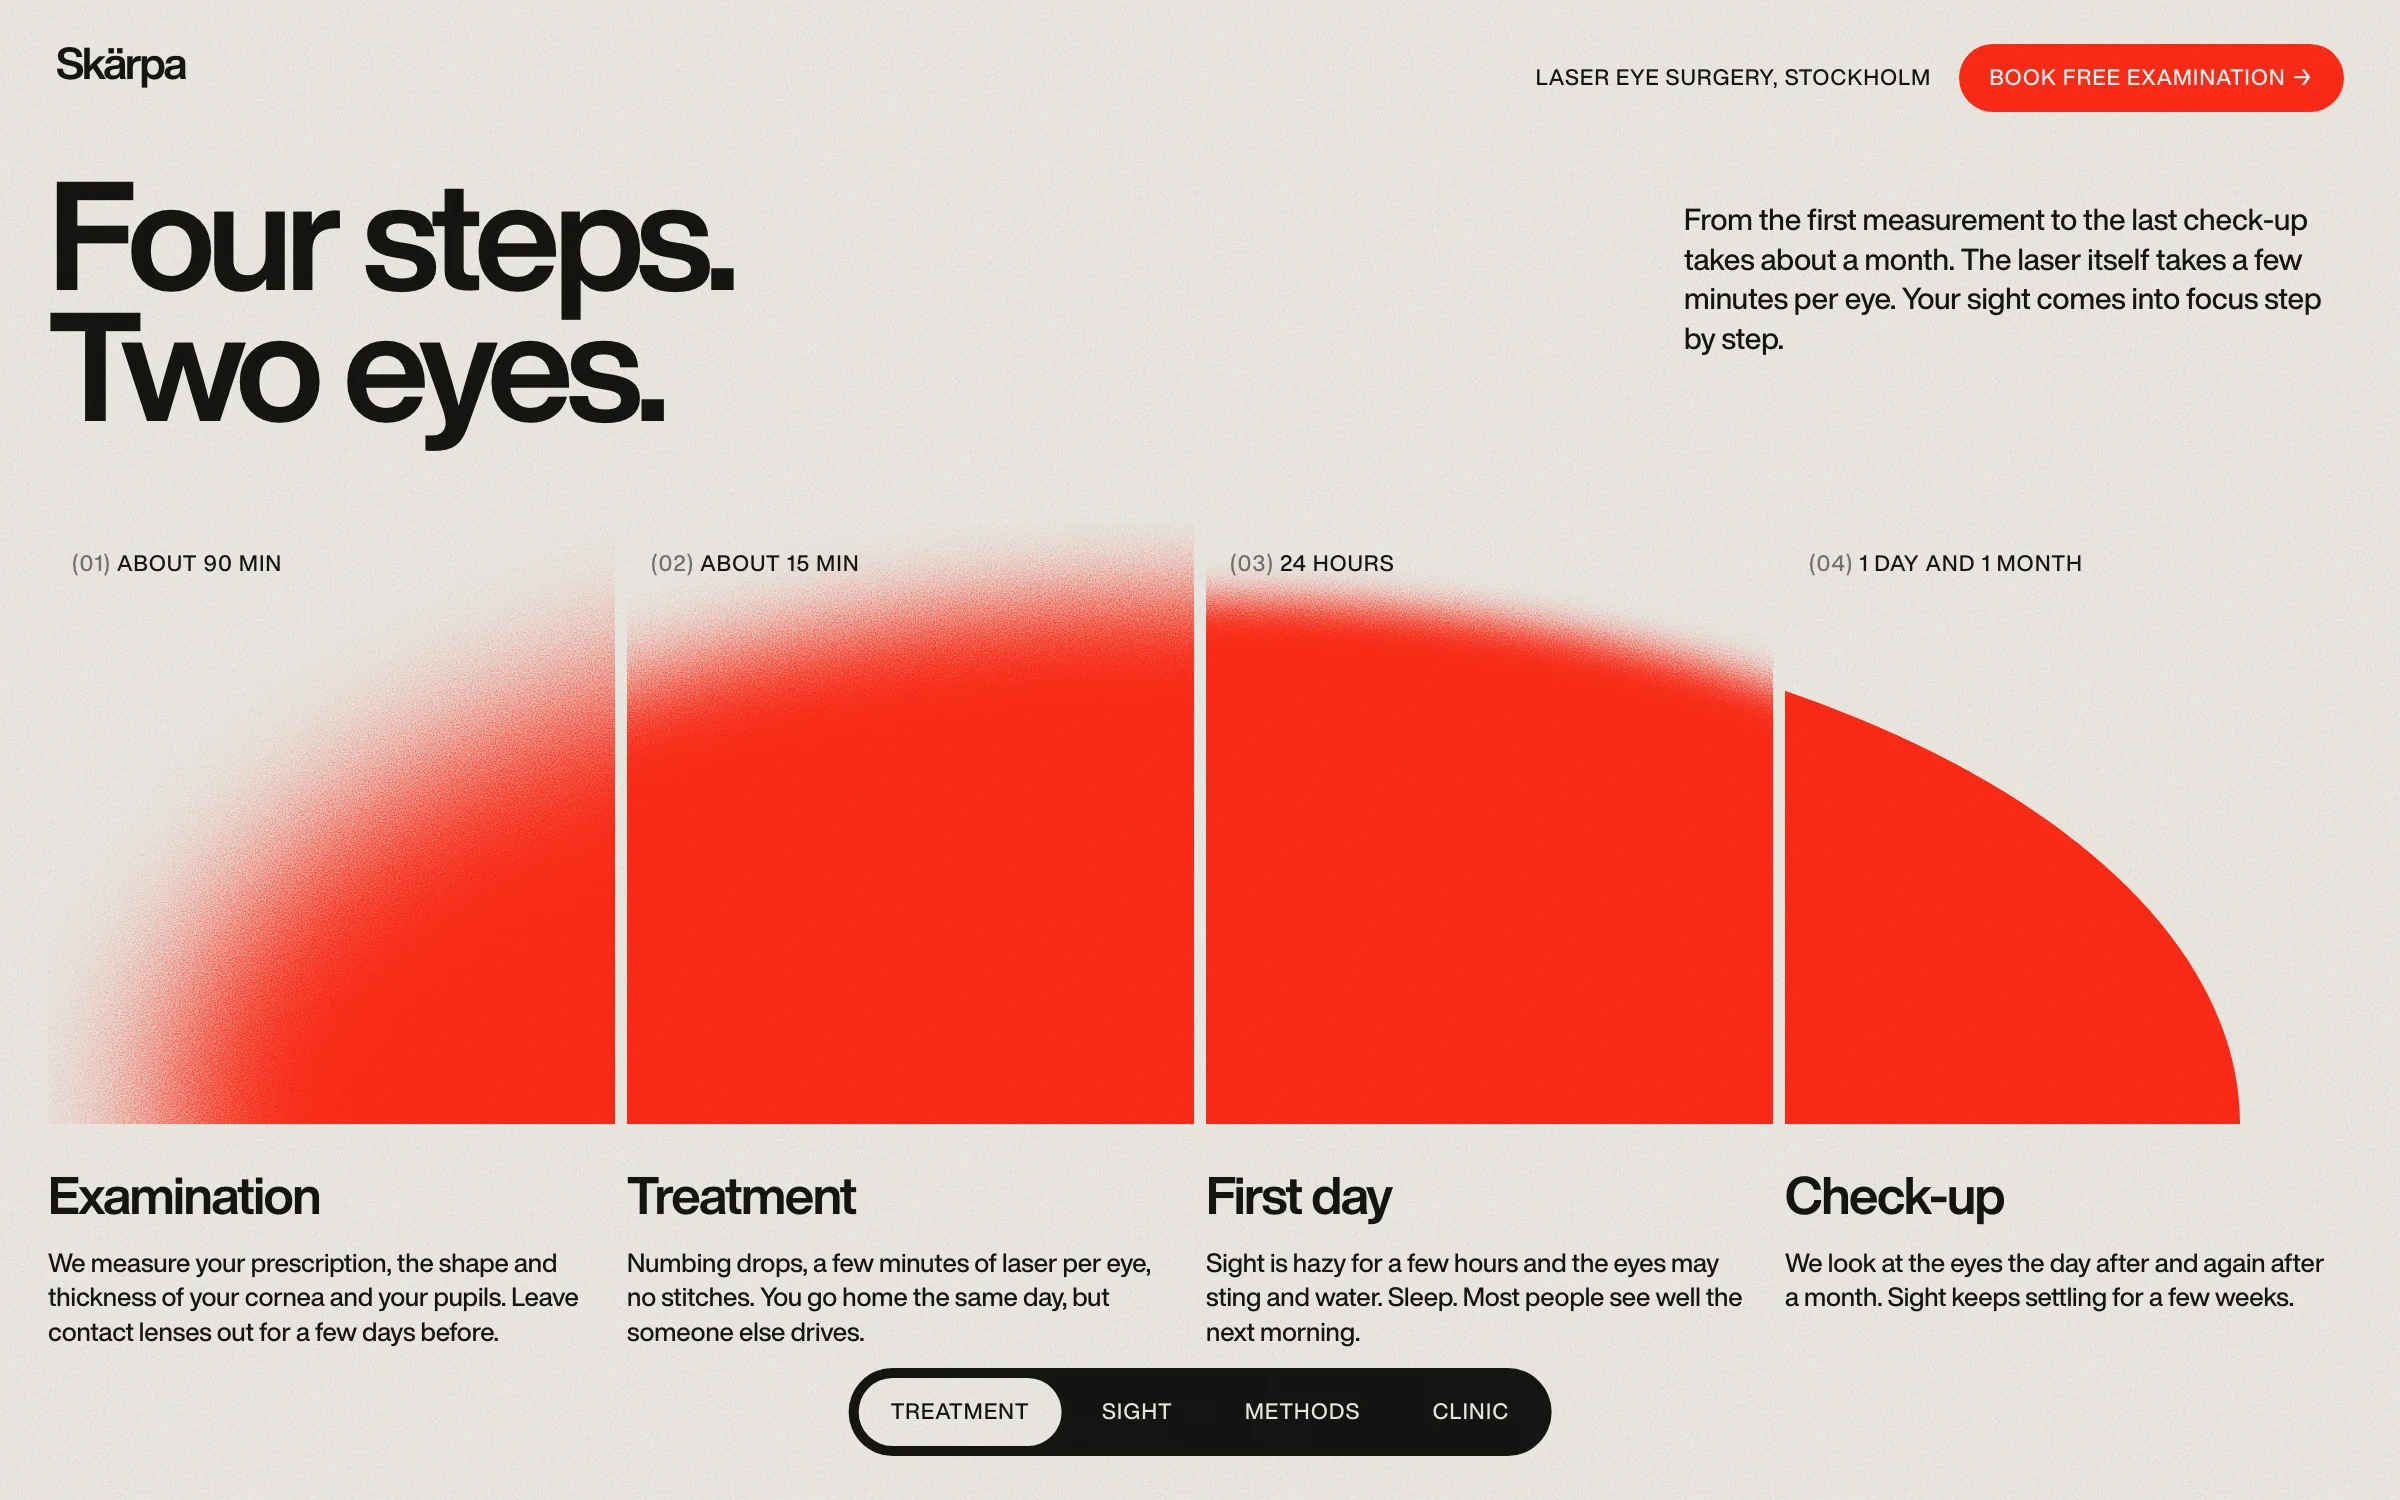 Skärpa
LASER EYE SURGERY, STOCKHOLM
BOOK FREE EXAMINATION →
Four steps.
Two eyes.
From the first measurement to the last check-up
takes about a month. The laser itself takes a few
minutes per eye. Your sight comes into focus step
by step.
(01) ABOUT 90 MIN
(02) ABOUT 15 MIN
(03) 24 HOURS
(04) 1 DAY AND 1 MONTH
Examination
We measure your prescription, the shape and
thickness of your cornea and your pupils. Leave
contact lenses out for a few days before.
Treatment
Numbing drops, a few minutes of laser per eye,
no stitches. You go home the same day, but
someone else drives.
First day
Sight is hazy for a few hours and the eyes may
sting and water. Sleep. Most people see well the
next morning.
Check-up
We look at the eyes the day after and again after
a month. Sight keeps settling for a few weeks.
TREATMENT
SIGHT
METHODS
CLINIC